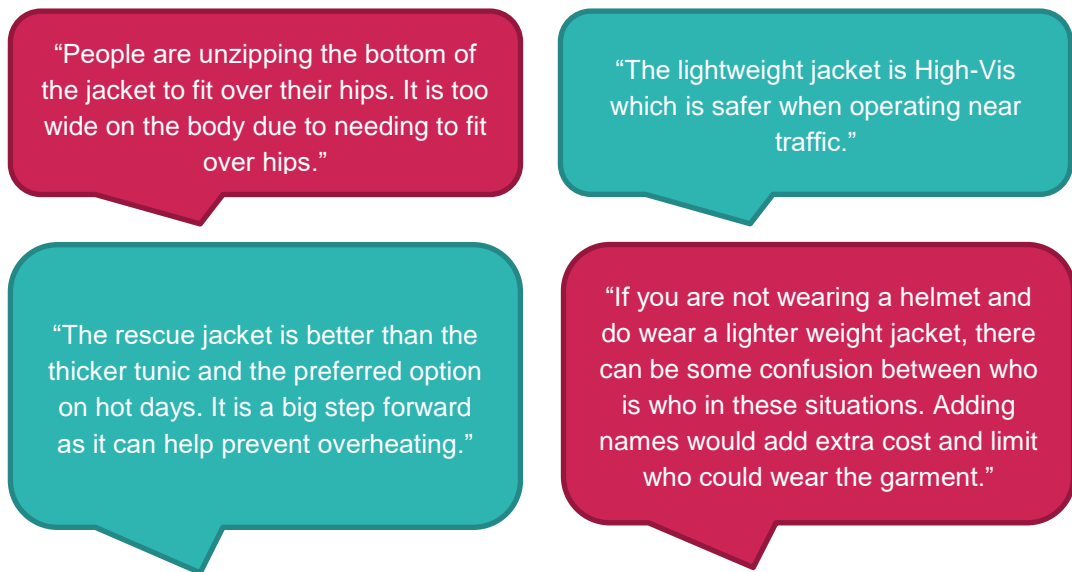 “People are unzipping the bottom of
the jacket to fit over their hips. It is too
wide on the body due to needing to fit
over hips.”
“The lightweight jacket is High-Vis
which is safer when operating near
traffic.”
“The rescue jacket is better than the
thicker tunic and the preferred option
on hot days. It is a big step forward
as it can help prevent overheating.”
“If you are not wearing a helmet and
do wear a lighter weight jacket, there
can be some confusion between who
is who in these situations. Adding
names would add extra cost and limit
who could wear the garment.”